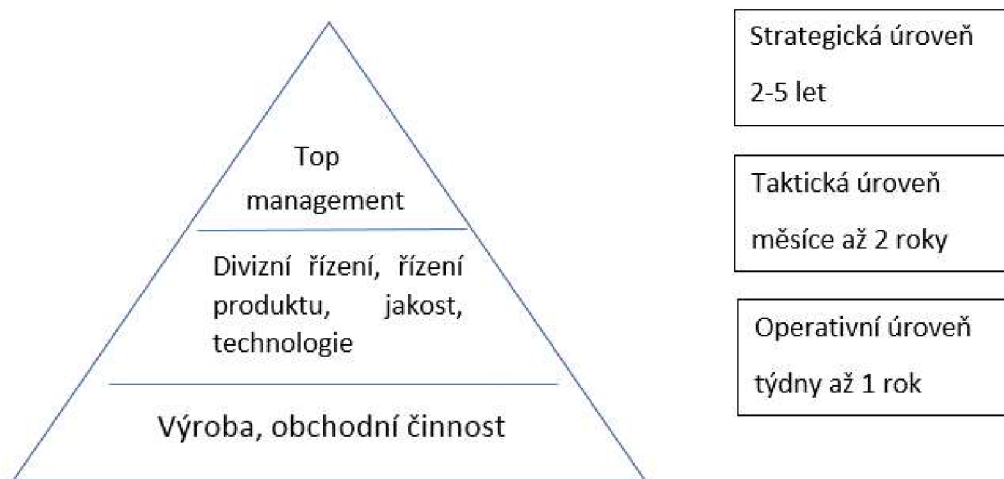 Top
management
Divizní řízení, řízení
produktu, jakost,
technologie
Výroba, obchodní činnost
Strategická úroveň
2-5 let
Taktická úroveň
měsíce až 2 roky
Operativní úroveň
týdny až 1 rok